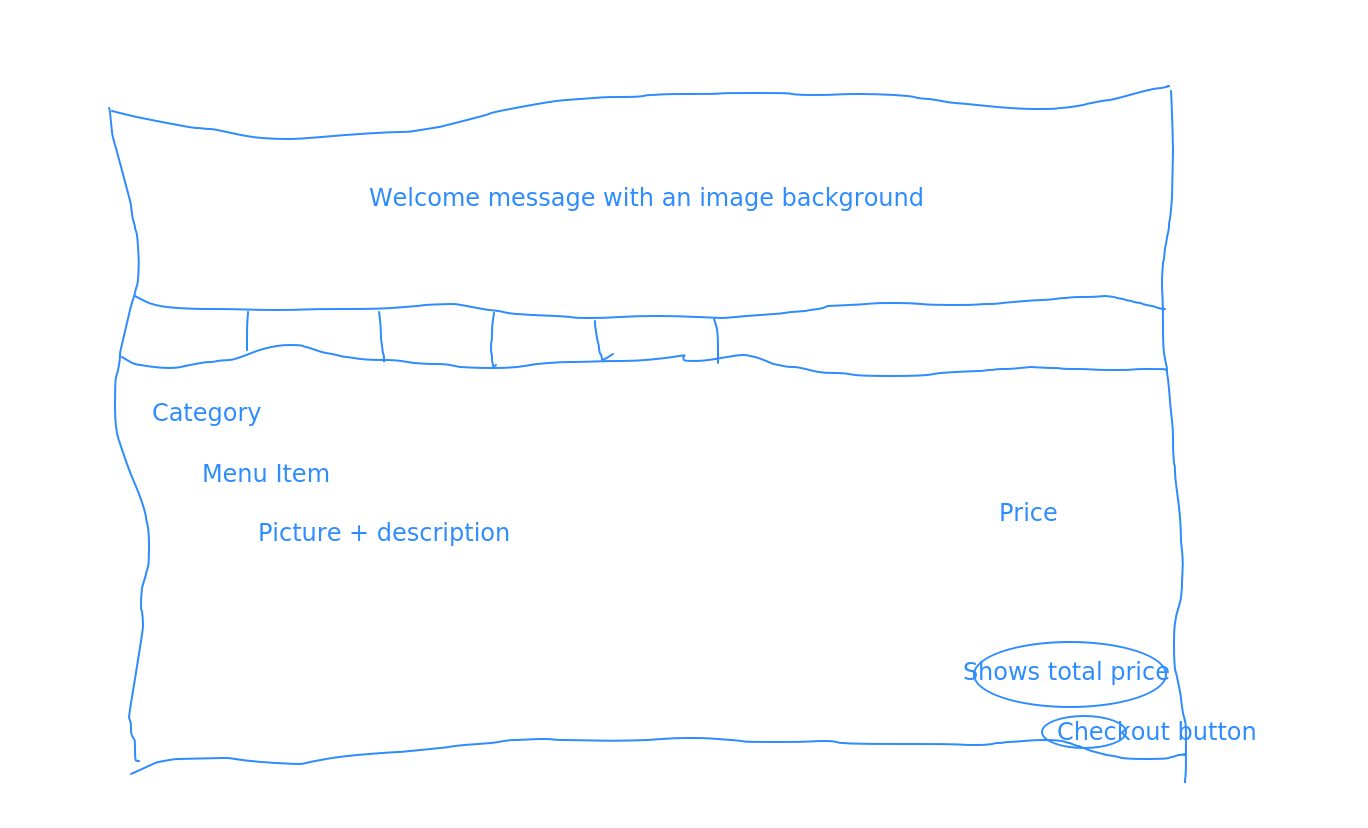 Welcome message with an image background
Category
Menu Item
Price
Picture + description
Shows total price
Checkout button